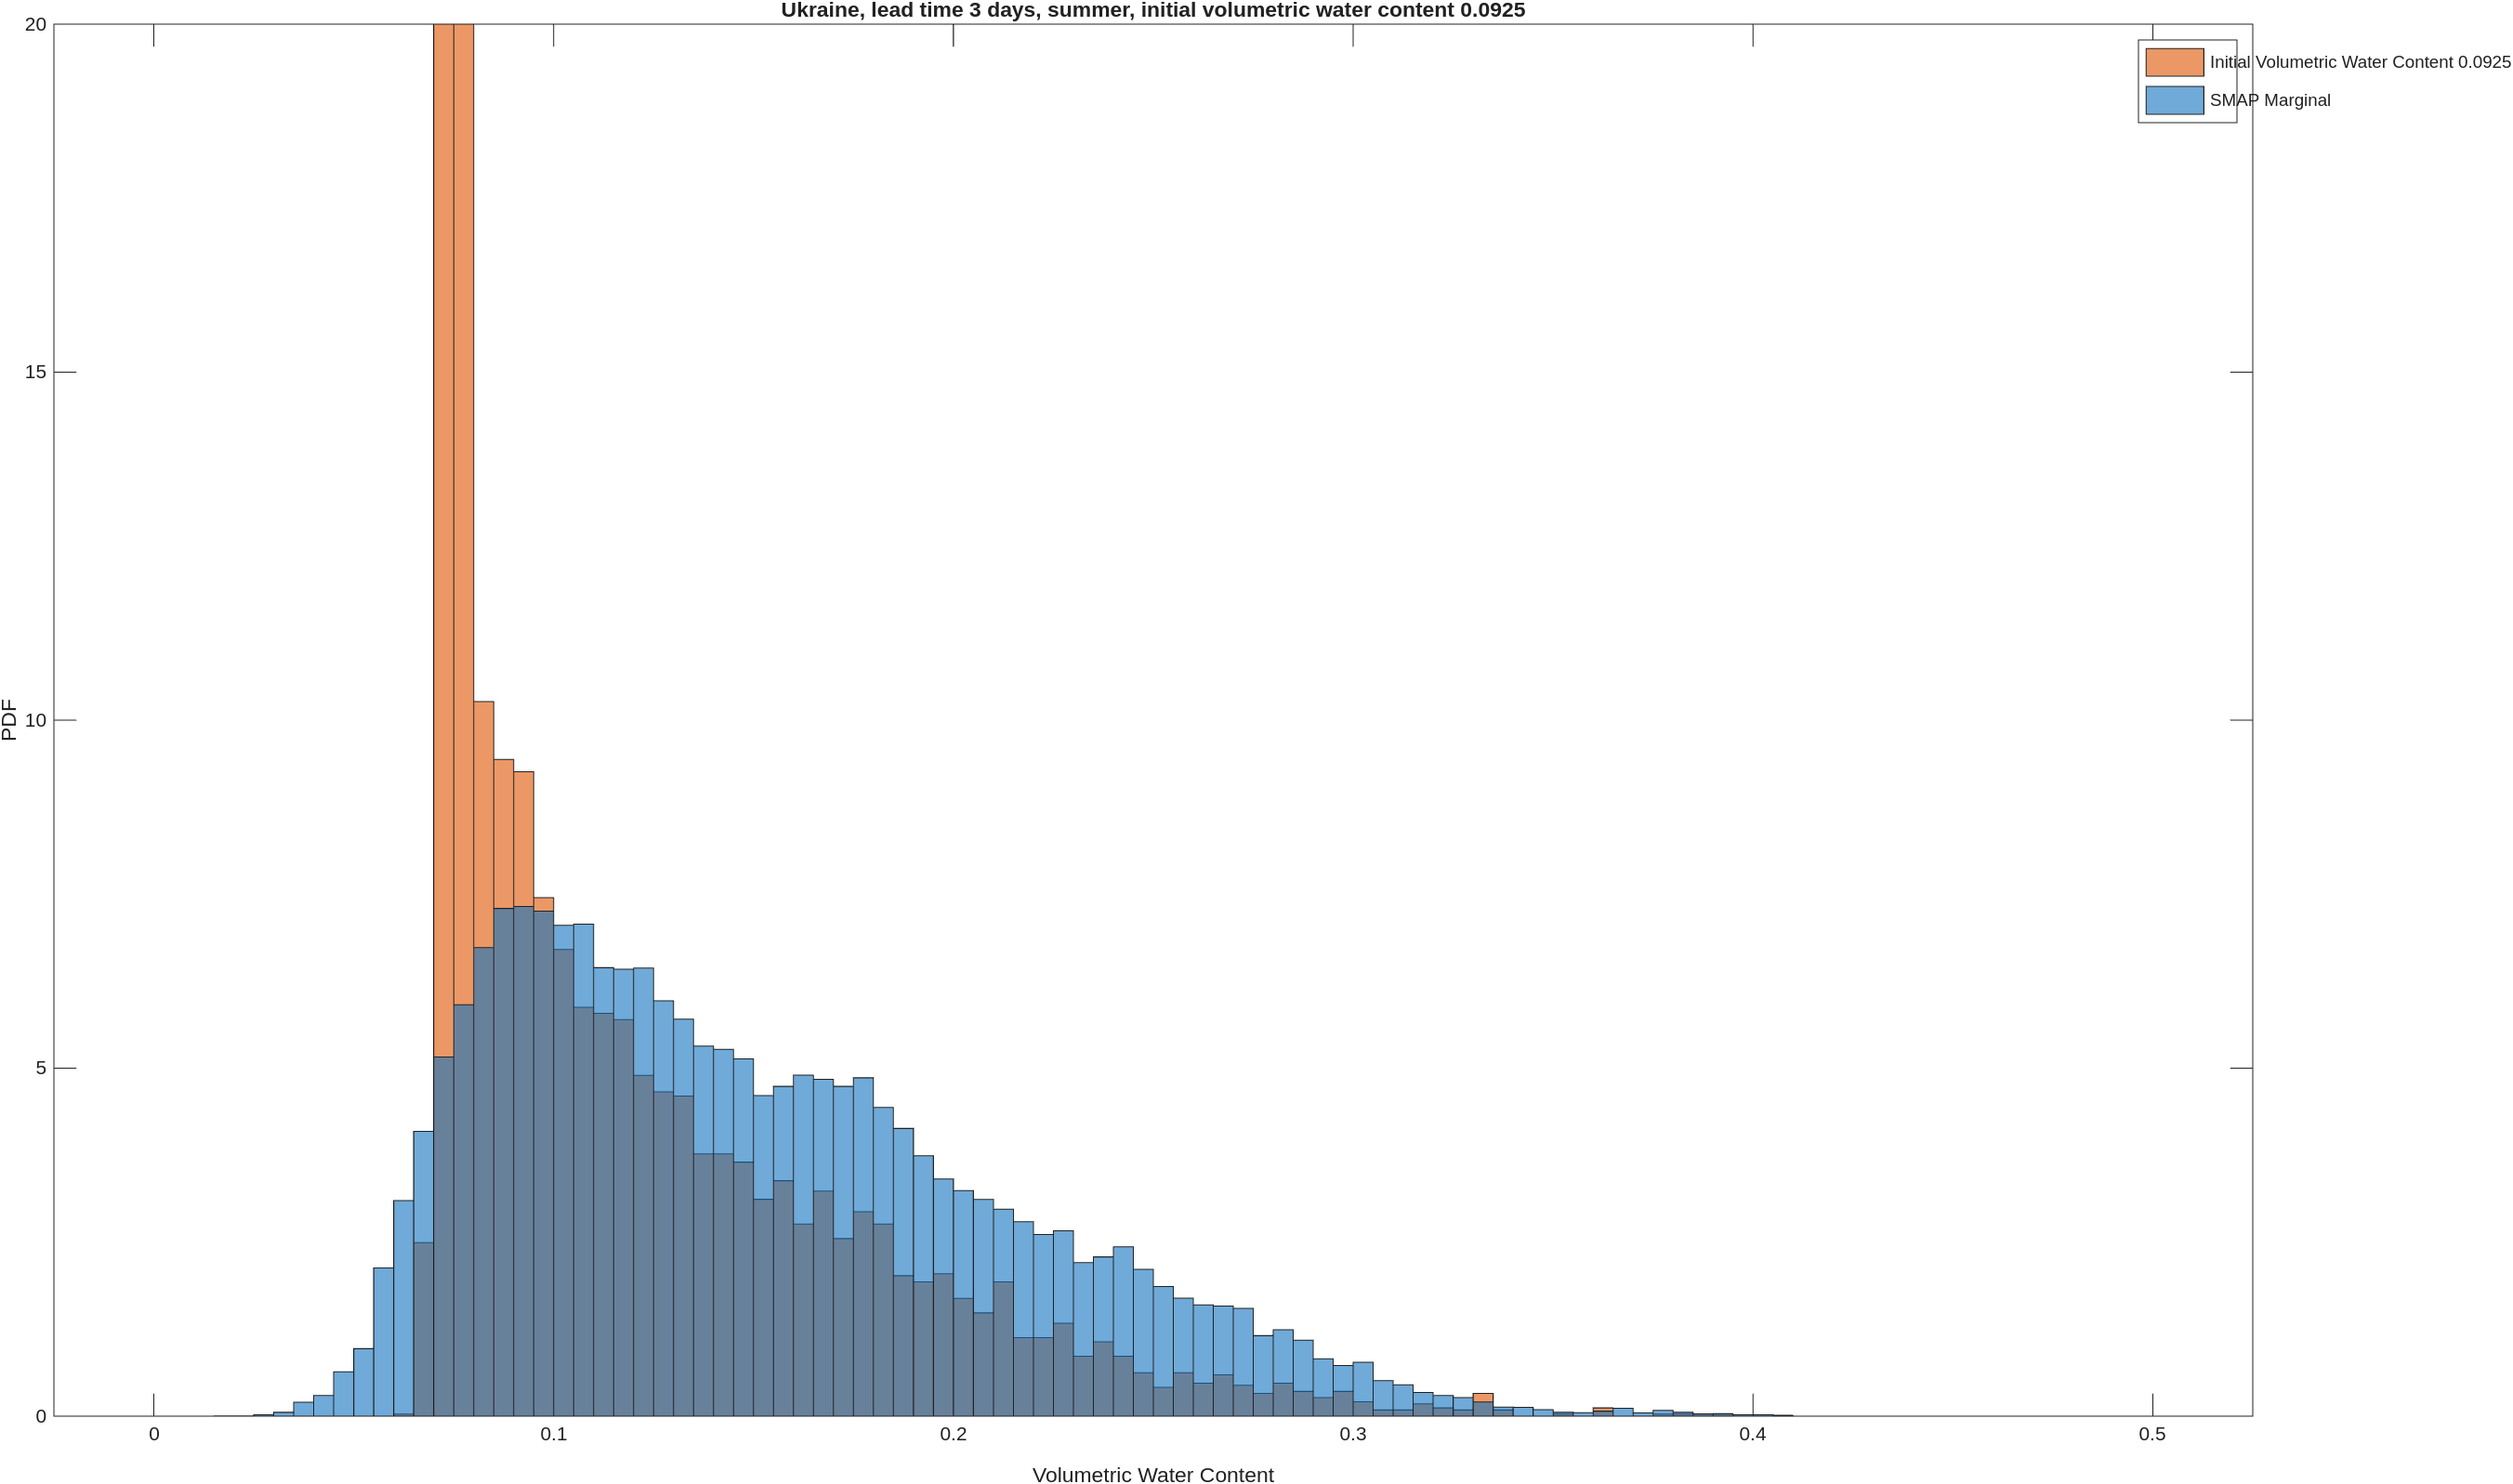 Ukraine, lead time 3 days, summer, initial volumetric water content 0.0925
20
15
10
5
0
PDF
Initial Volumetric Water Content 0.0925
SMAP Marginal
0 0.1 0.2 0.3 0.4 0.5
Volumetric Water Content